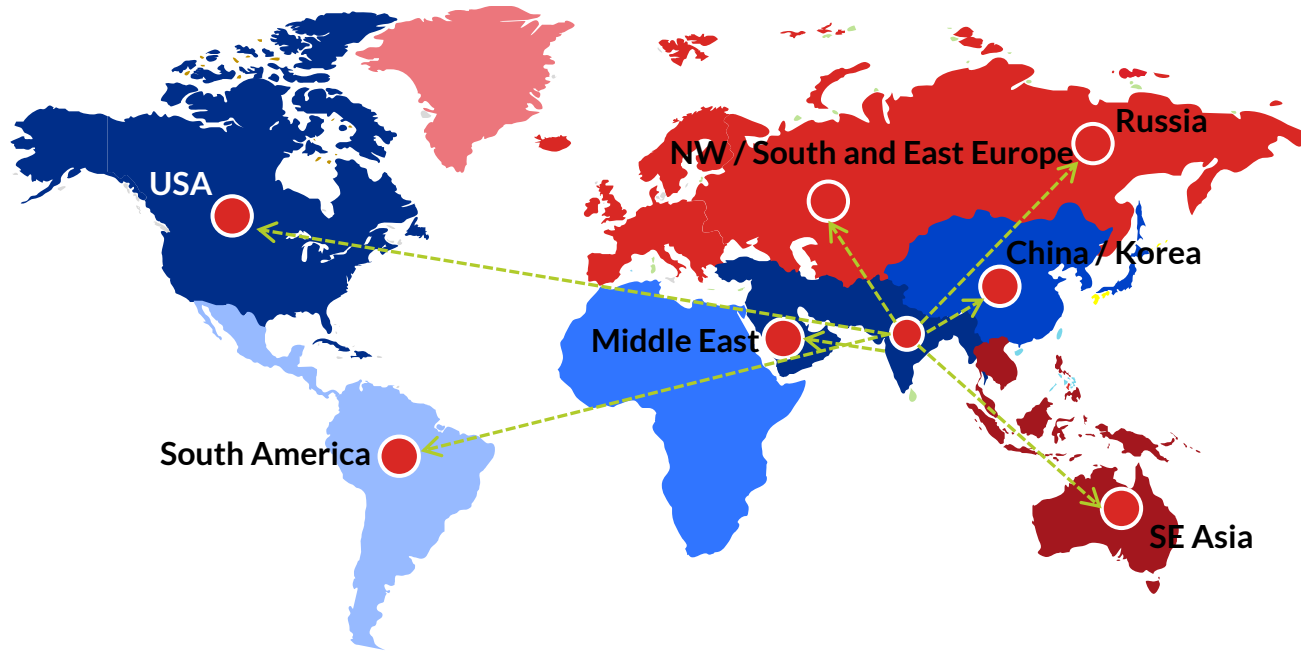 Russia
NW / South and East Europe
USA
China / Korea
Middle East
South America
SE Asia